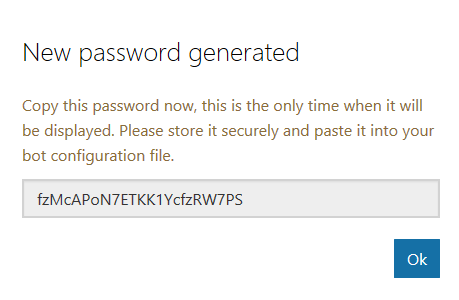 New password generated
Copy this password now, this is the only time when it will
be displayed. Please store it securely and paste it into your
bot configuration file.
fzMcAPoN7ETKK1YcfzRW7PS
Ok